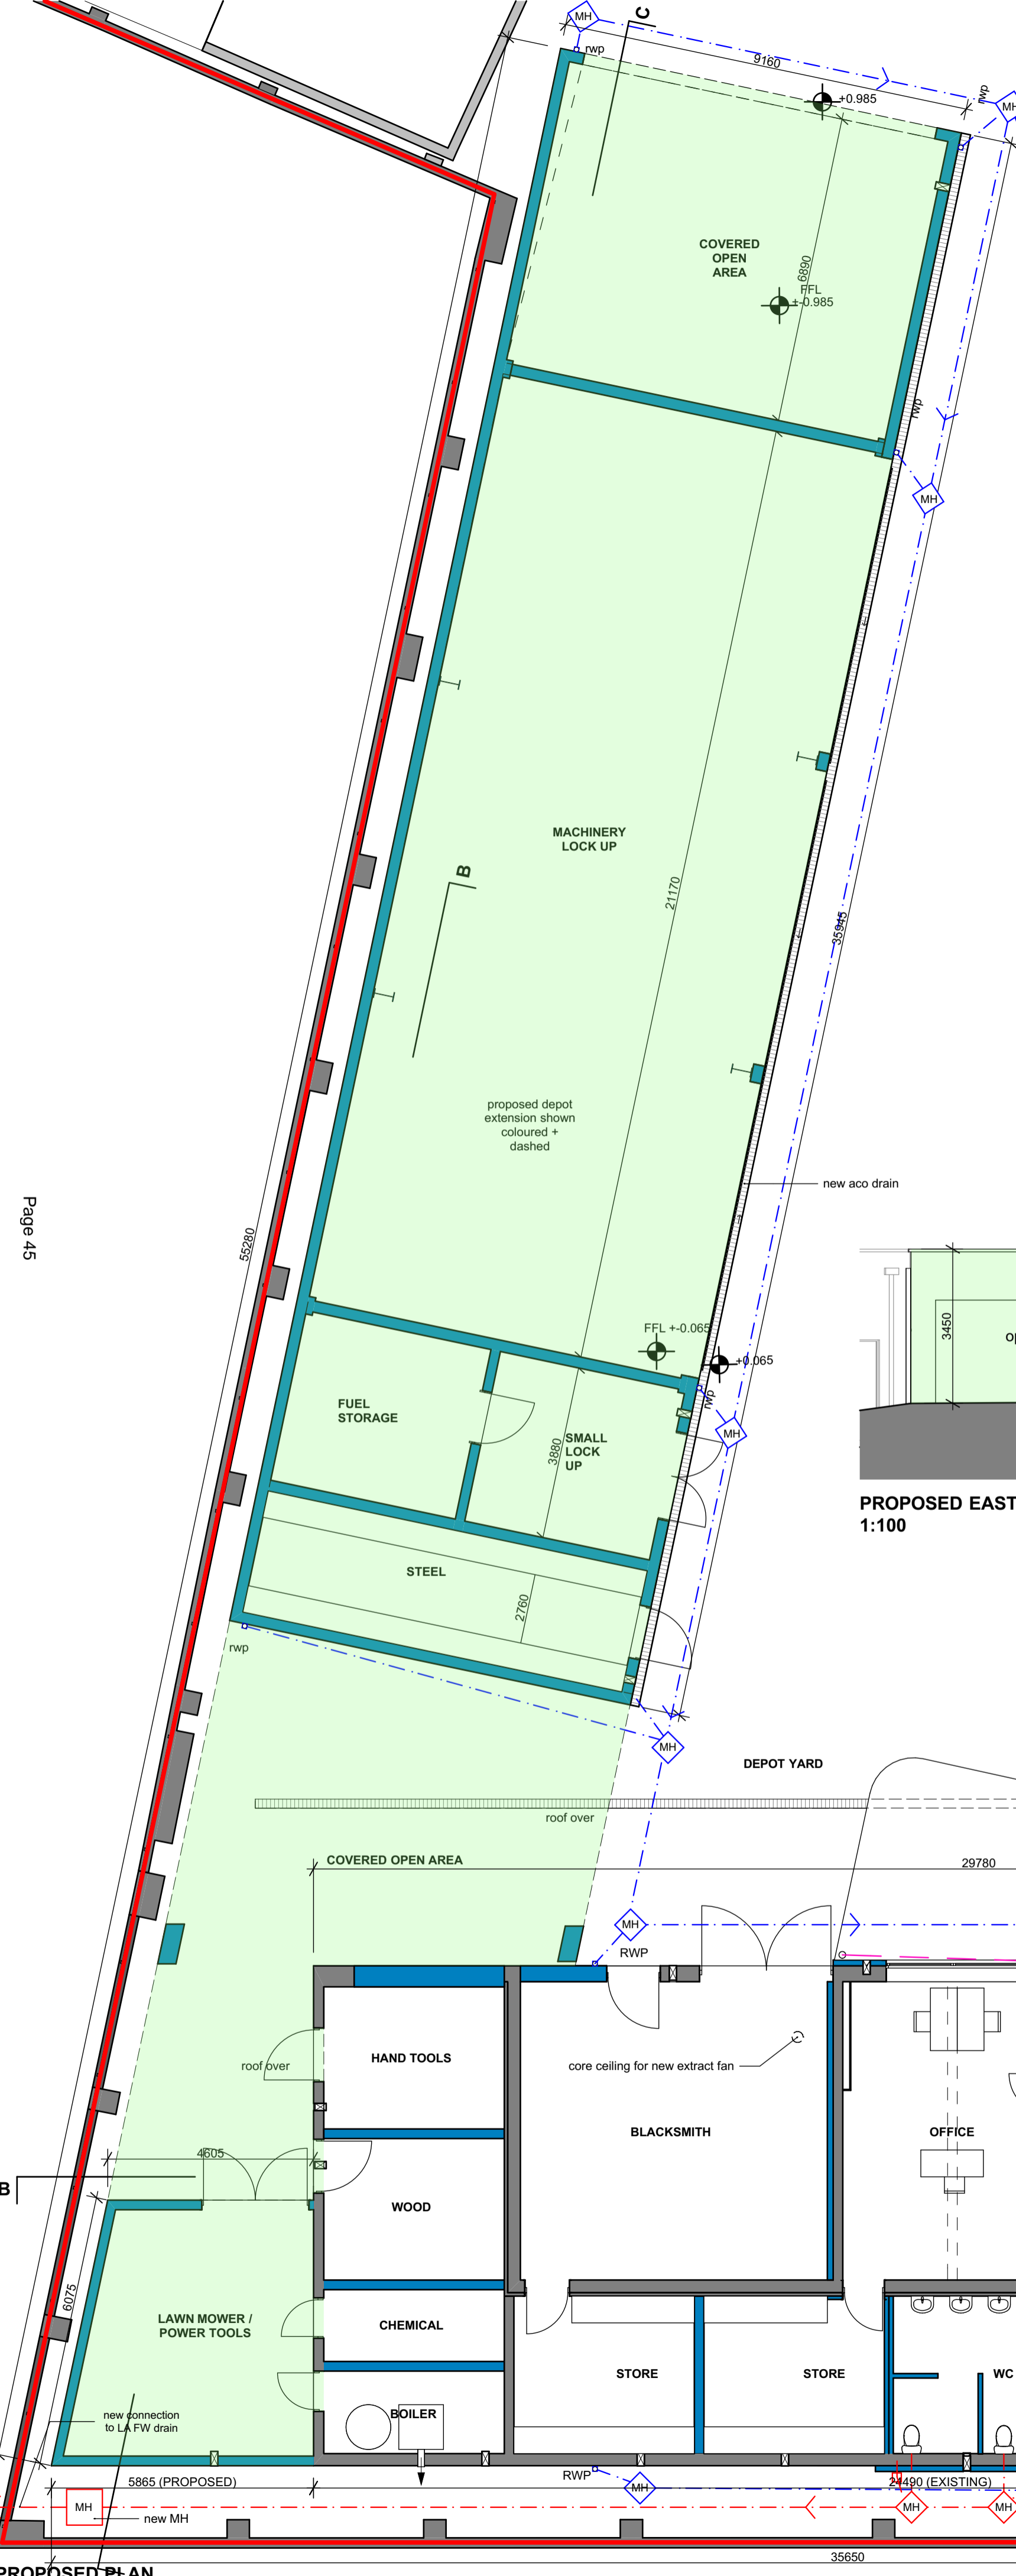 C
MH
rwp
9160
rwp
MH
+0.985
COVERED
OPEN
AREA
6890
FFL
+-0.985
rwp
MH
MACHINERY
LOCK UP
B
21170
35945
proposed depot
extension shown
coloured +
dashed
new aco drain
Page 45
55280
3450
FFL +-0.065
+0.065
rwp
FUEL
STORAGE
SMALL
LOCK
UP
3880
MH
PROPOSED EAST
1:100
STEEL
2760
rwp
MH
DEPOT YARD
roof over
COVERED OPEN AREA
29780
MH
RWP
HAND TOOLS
roof over
core ceiling for new extract fan
BLACKSMITH
OFFICE
4605
B
WOOD
6075
LAWN MOWER /
POWER TOOLS
CHEMICAL
STORE
STORE
WC
BOILER
new connection
to LA FW drain
5865 (PROPOSED)
RWP
MH
24490 (EXISTING)
MH
new MH
MH
MH
35650
PROPOSED PLAN